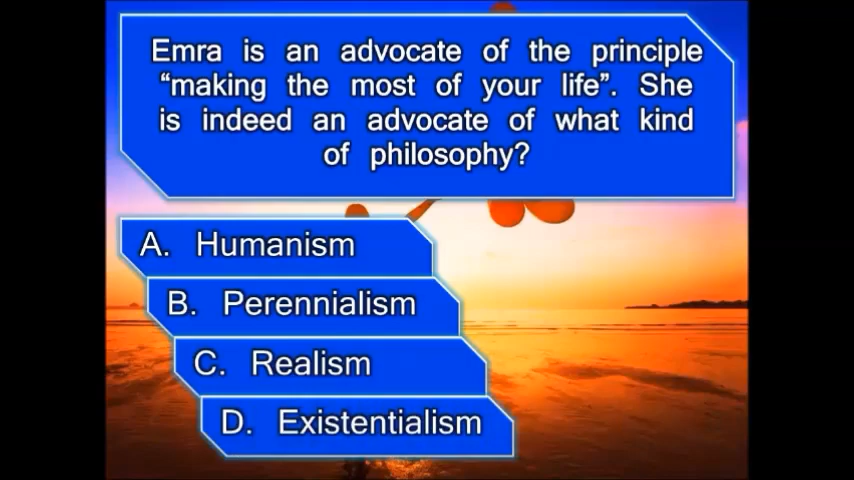 Emra is an advocate of the principle
“making the most of your life”. She
is indeed an advocate of what kind
of philosophy?
A. Humanism
B. Perennialism
C. Realism
D. Existentialism